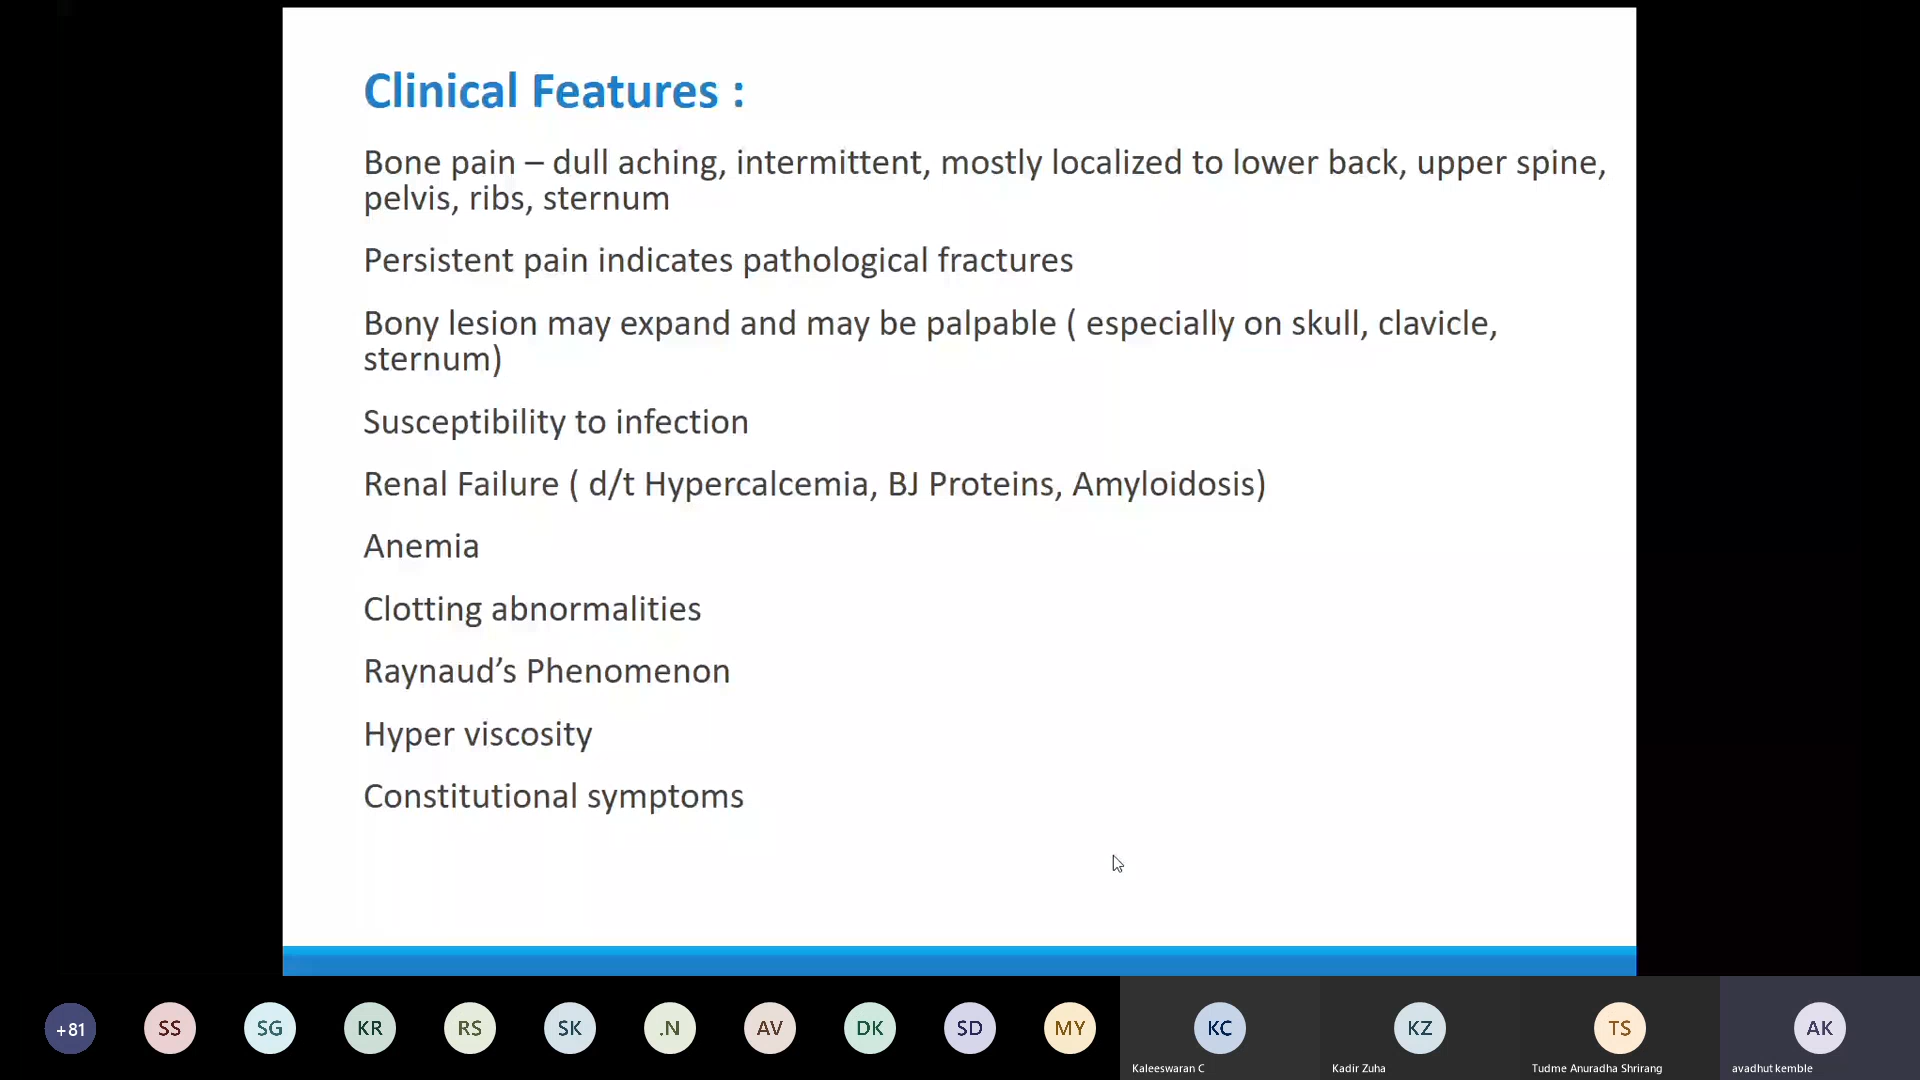 Clinical Features :
Bone pain – dull aching, intermittent, mostly localized to lower back, upper spine,
pelvis, ribs, sternum
Persistent pain indicates pathological fractures
Bony lesion may expand and may be palpable ( especially on skull, clavicle,
sternum)
Susceptibility to infection
Renal Failure ( d/t Hypercalcemia, BJ Proteins, Amyloidosis)
Anemia
Clotting abnormalities
Raynaud’s Phenomenon
Hyper viscosity
Constitutional symptoms
+81 SS SG KR RS SK .N AV DK SD MY KC KZ TS AK
Kaleeswaran C Kadir Zuha Tudme Anuradha Shrirang avadhut kemble